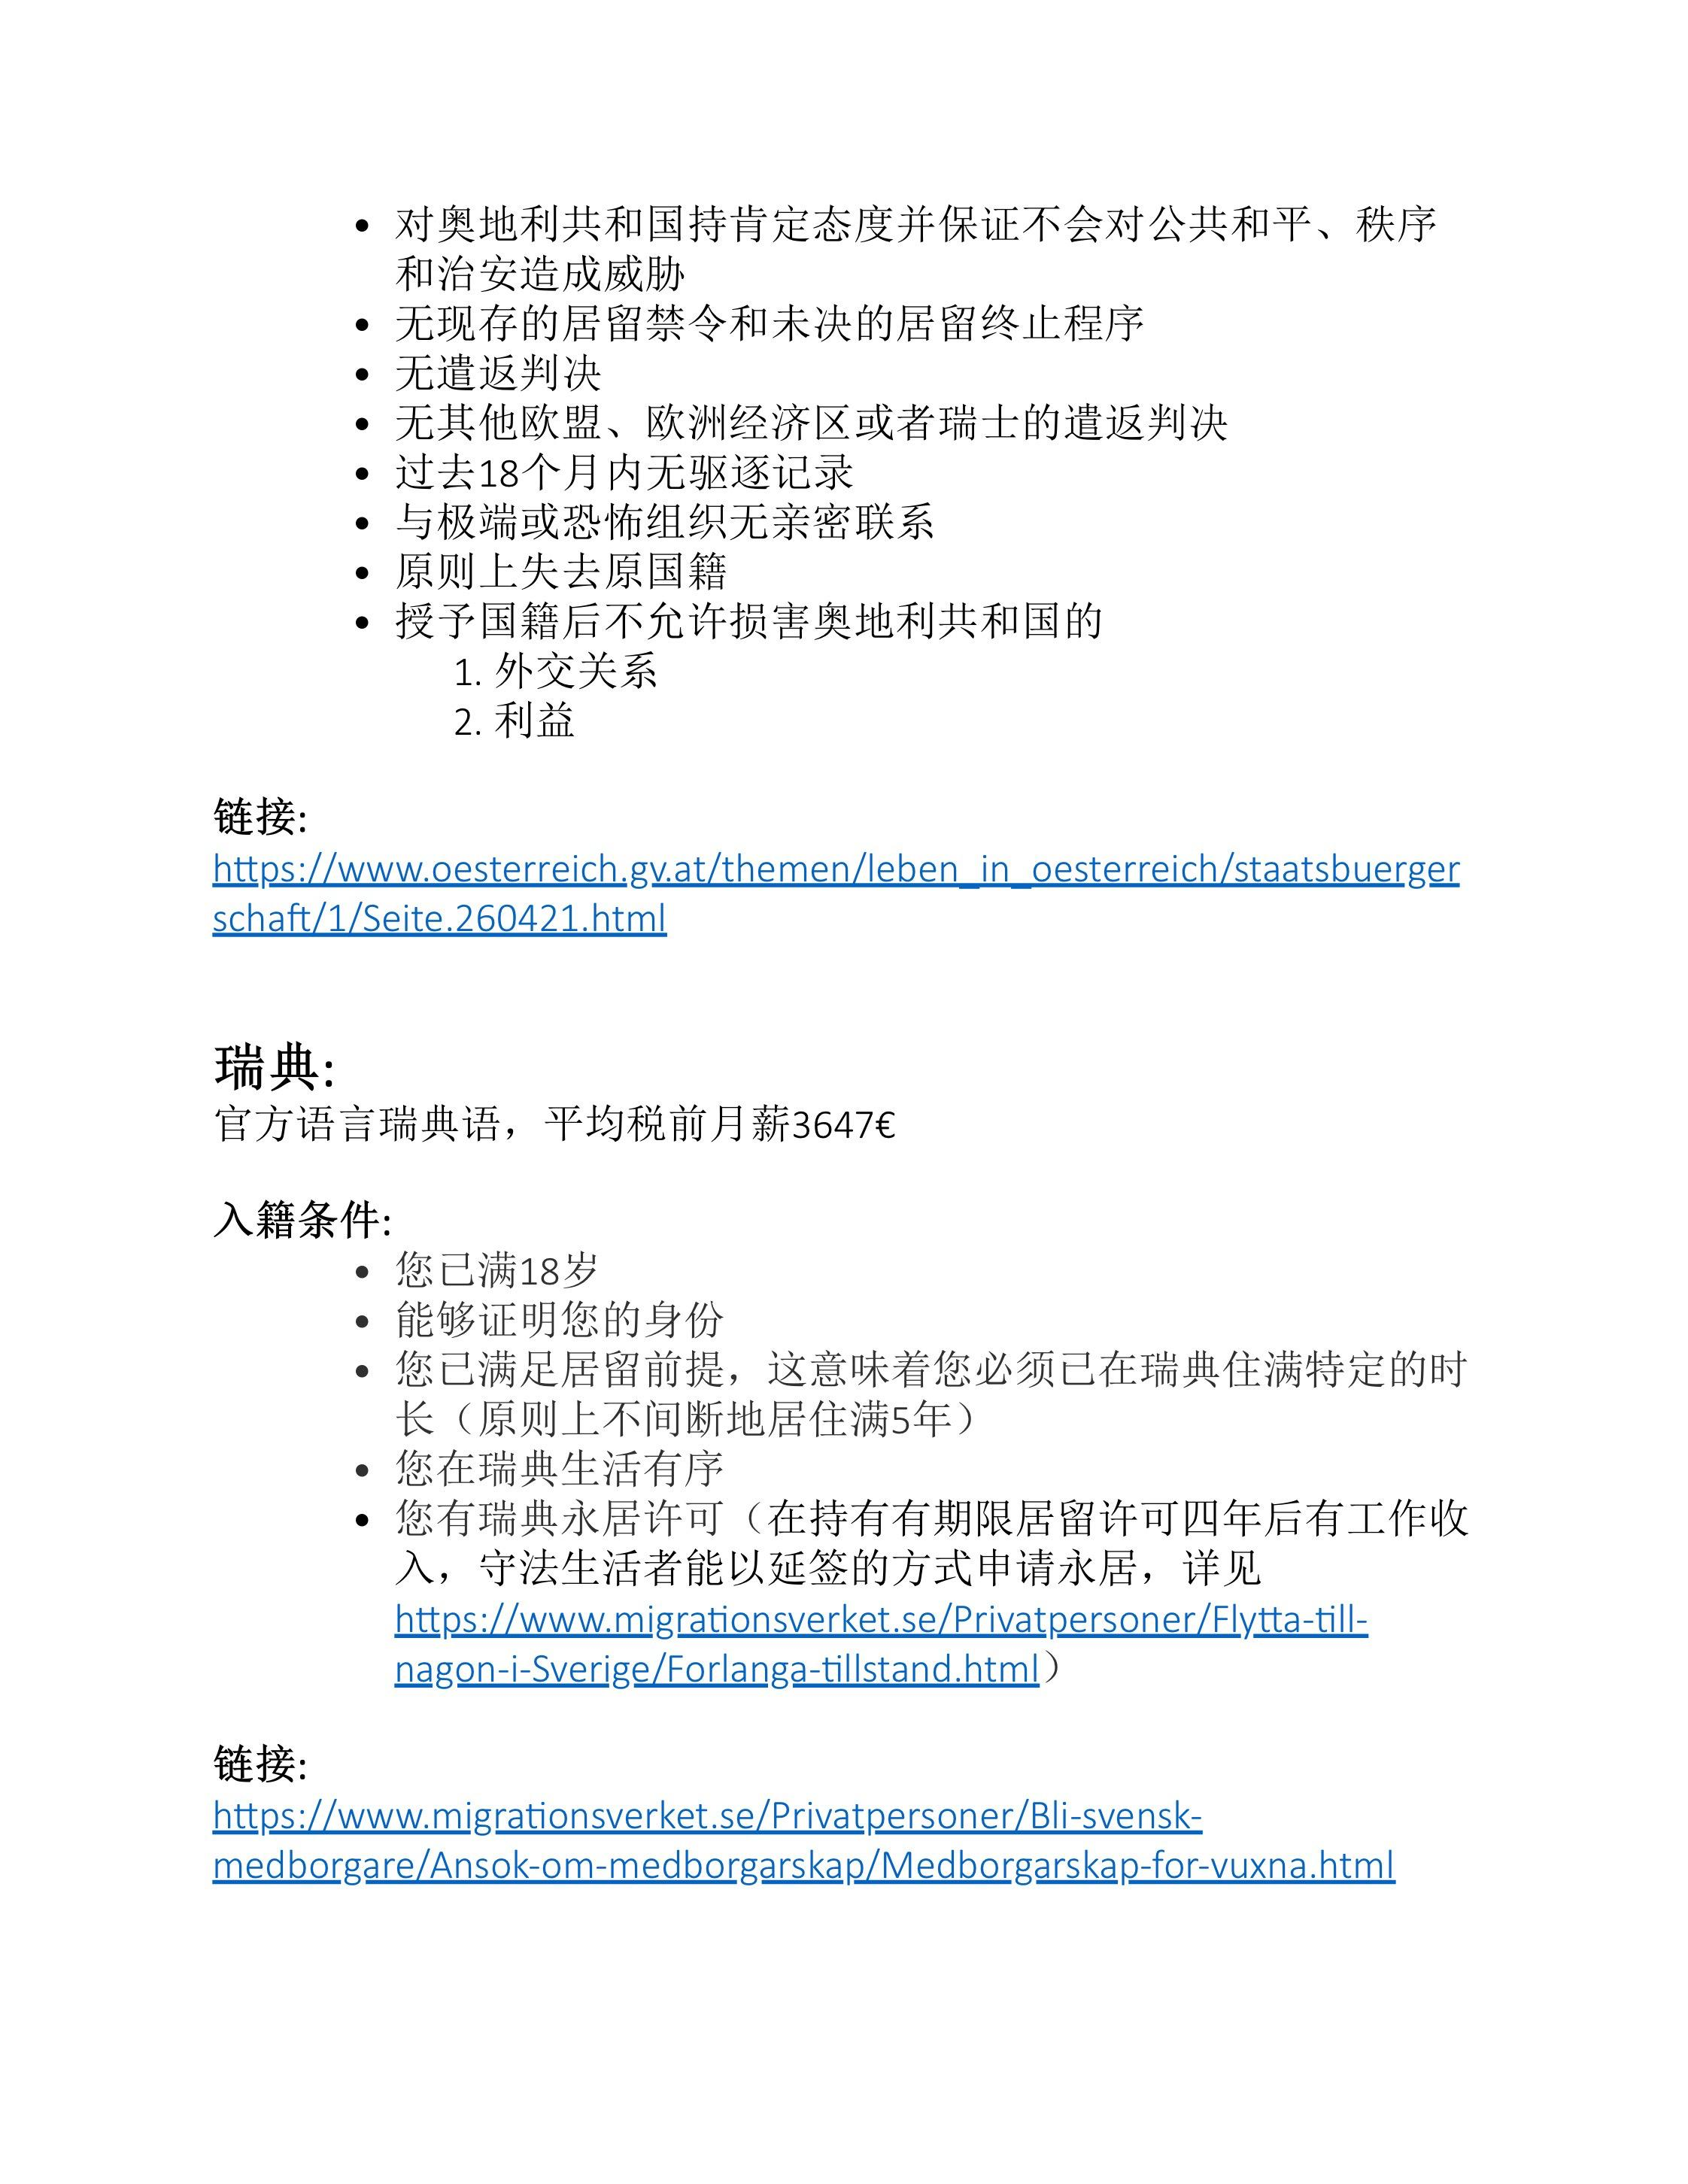 • 对奥地利共和国持肯定态度并保证不会对公共和平、秩序
和治安造成威胁
• 无现存的居留禁令和未决的居留终止程序
• 无遣返判决
• 无其他欧盟、欧洲经济区或者瑞士的遣返判决
• 过去18个月内无驱逐记录
• 与极端或恐怖组织无亲密联系
• 原则上失去原国籍
• 授予国籍后不允许损害奥地利共和国的
1. 外交关系
2. 利益
链接:
https://www.oesterreich.gv.at/themen/leben_in_oesterreich/staatsbuerger
schaft/1/Seite.260421.html
瑞典:
官方语言瑞典语，平均税前月薪3647€
入籍条件:
• 您已满18岁
• 能够证明您的身份
• 您已满足居留前提，这意味着您必须已在瑞典住满特定的时
长（原则上不间断地居住满5年）
• 您在瑞典生活有序
• 您有瑞典永居许可（在持有有期限居留许可四年后有工作收
入，守法生活者能以延签的方式申请永居，详见
https://www.migrationsverket.se/Privatpersoner/Flytta-till-
nagon-i-Sverige/Forlanga-tillstand.html）
链接:
https://www.migrationsverket.se/Privatpersoner/Bli-svensk-
medborgare/Ansok-om-medborgarskap/Medborgarskap-for-vuxna.html